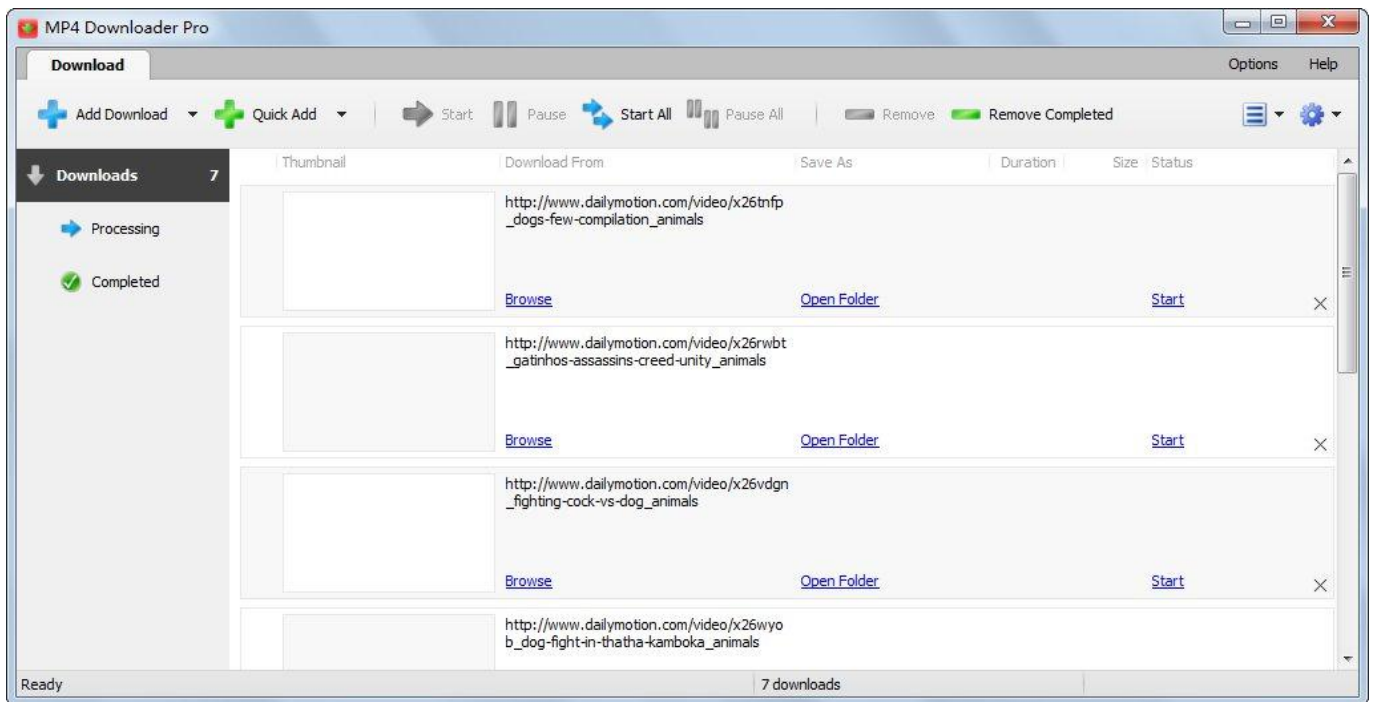 MP4 Downloader Pro
Download
Options Help
Add Download Quick Add Start Pause Start All Pause All Remove Remove Completed
Downloads 7
Processing
Completed
Thumbnail Download From Save As Duration Size Status
http://www.dailymotion.com/video/x26tnfp
_dogs-few-compilation_animals
Browse Open Folder Start
http://www.dailymotion.com/video/x26rwbt
_gatinhos-assassins-creed-unity_animals
Browse Open Folder Start
http://www.dailymotion.com/video/x26vdgn
_fighting-cock-vs-dog_animals
Browse Open Folder Start
http://www.dailymotion.com/video/x26wyo
b_dog-fight-in-thatha-kamboka_animals
Ready 7 downloads